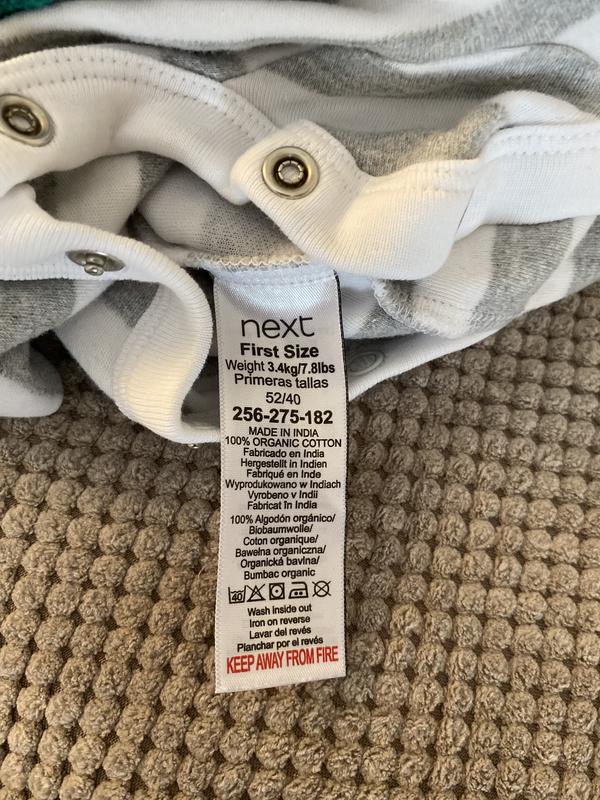 next
First Size
Weight 3.4kg/7.8lbs
Primeras tallas
52/40
256-275-182
MADE IN INDIA
100% ORGANIC COTTON
Fabricado en India
Hergestellt in Indien
Fabriqué en Inde
Wyprodukowano w Indiach
Vyrobeno v Indii
Fabricat în India
100% Algodón orgánico/
Biobaumwolle/
Coton organique/
Bawełna organiczna/
Organická bavlna/
Bumbac organic
40
Wash inside out
Iron on reverse
Lavar del revés
Planchar por el revés
KEEP AWAY FROM FIRE